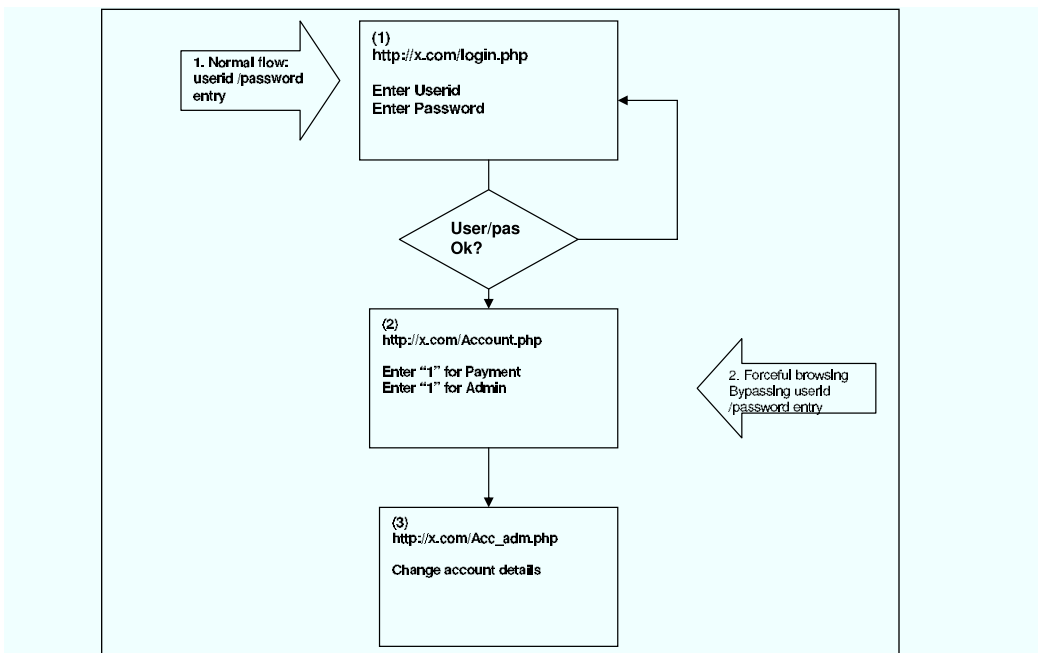 1. Normal flow:
userid /password
entry
(1)
http://x.com/login.php
Enter Userid
Enter Password
User/pas
Ok?
(2)
http://x.com/Account.php
Enter “1” for Payment
Enter “1” for Admin
2. Forceful browsing
Bypassing userid
/password entry
(3)
http://x.com/Acc_adm.php
Change account details